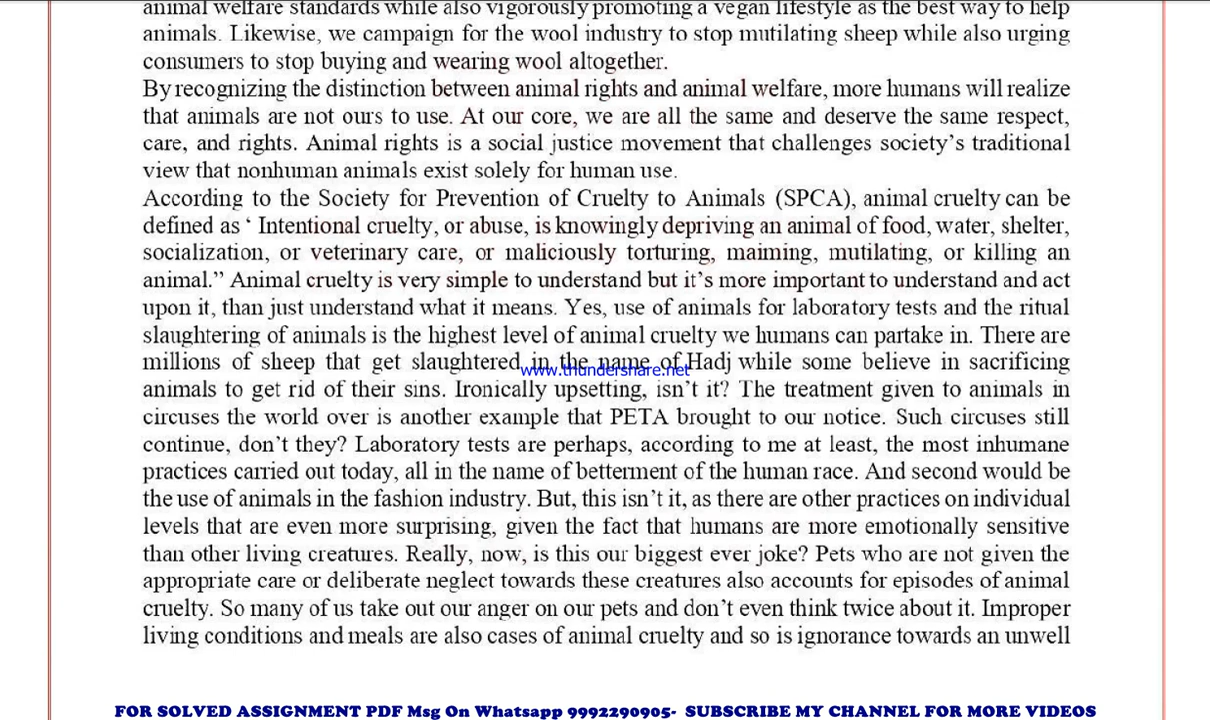 animal welfare standards while also vigorously promoting a vegan lifestyle as the best way to help
animals. Likewise, we campaign for the wool industry to stop mutilating sheep while also urging
consumers to stop buying and wearing wool altogether.
By recognizing the distinction between animal rights and animal welfare, more humans will realize
that animals are not ours to use. At our core, we are all the same and deserve the same respect,
care, and rights. Animal rights is a social justice movement that challenges society's traditional
view that nonhuman animals exist solely for human use.
According to the Society for Prevention of Cruelty to Animals (SPCA), animal cruelty can be
defined as ‘ Intentional cruelty, or abuse, is knowingly depriving an animal of food, water, shelter,
socialization, or veterinary care, or maliciously torturing, maiming, mutilating, or killing an
animal.” Animal cruelty is very simple to understand but it's more important to understand and act
upon it, than just understand what it means. Yes, use of animals for laboratory tests and the ritual
slaughtering of animals is the highest level of animal cruelty we humans can partake in. There are
millions of sheep that get slaughtered in the name of Hadj while some believe in sacrificing
www.thundershare.net
animals to get rid of their sins. Ironically upsetting, isn't it? The treatment given to animals in
circuses the world over is another example that PETA brought to our notice. Such circuses still
continue, don't they? Laboratory tests are perhaps, according to me at least, the most inhumane
practices carried out today, all in the name of betterment of the human race. And second would be
the use of animals in the fashion industry. But, this isn't it, as there are other practices on individual
levels that are even more surprising, given the fact that humans are more emotionally sensitive
than other living creatures. Really, now, is this our biggest ever joke? Pets who are not given the
appropriate care or deliberate neglect towards these creatures also accounts for episodes of animal
cruelty. So many of us take out our anger on our pets and don't even think twice about it. Improper
living conditions and meals are also cases of animal cruelty and so is ignorance towards an unwell
FOR SOLVED ASSIGNMENT PDF Msg On Whatsapp 9992290905- SUBSCRIBE MY CHANNEL FOR MORE VIDEOS